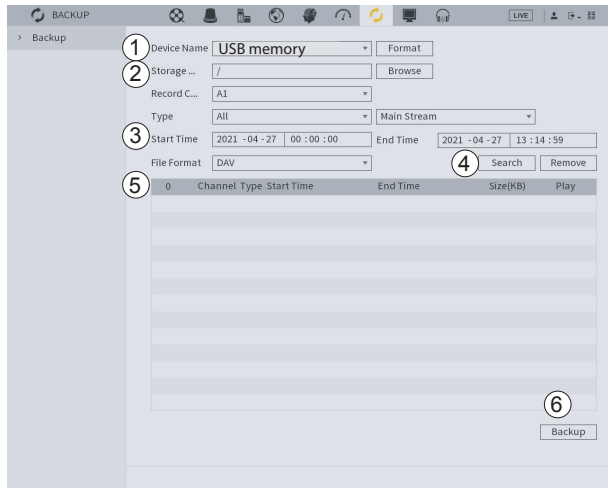 BACKUP LIVE
> Backup
1 Device Name USB memory Format
2 Storage ... / Browse
Record C... A1
Type All Main Stream
3 Start Time 2021 - 04 - 27 00 : 00 : 00 End Time 2021 - 04 - 27 13 : 14 : 59
4
File Format DAV Search Remove
5 0 Channel Type Start Time End Time Size(KB) Play
6
Backup